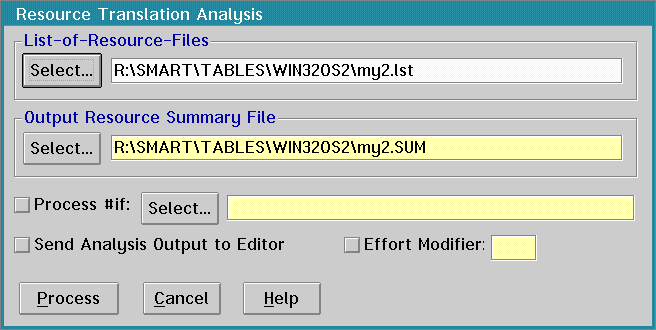 Resource Translation Analysis
List-of-Resource-Files
Select... R:\SMART\TABLES\WIN32OS2\my2.lst
Output Resource Summary File
Select... R:\SMART\TABLES\WIN32OS2\my2.SUM
Process #if: Select...
Send Analysis Output to Editor Effort Modifier:
Process Cancel Help